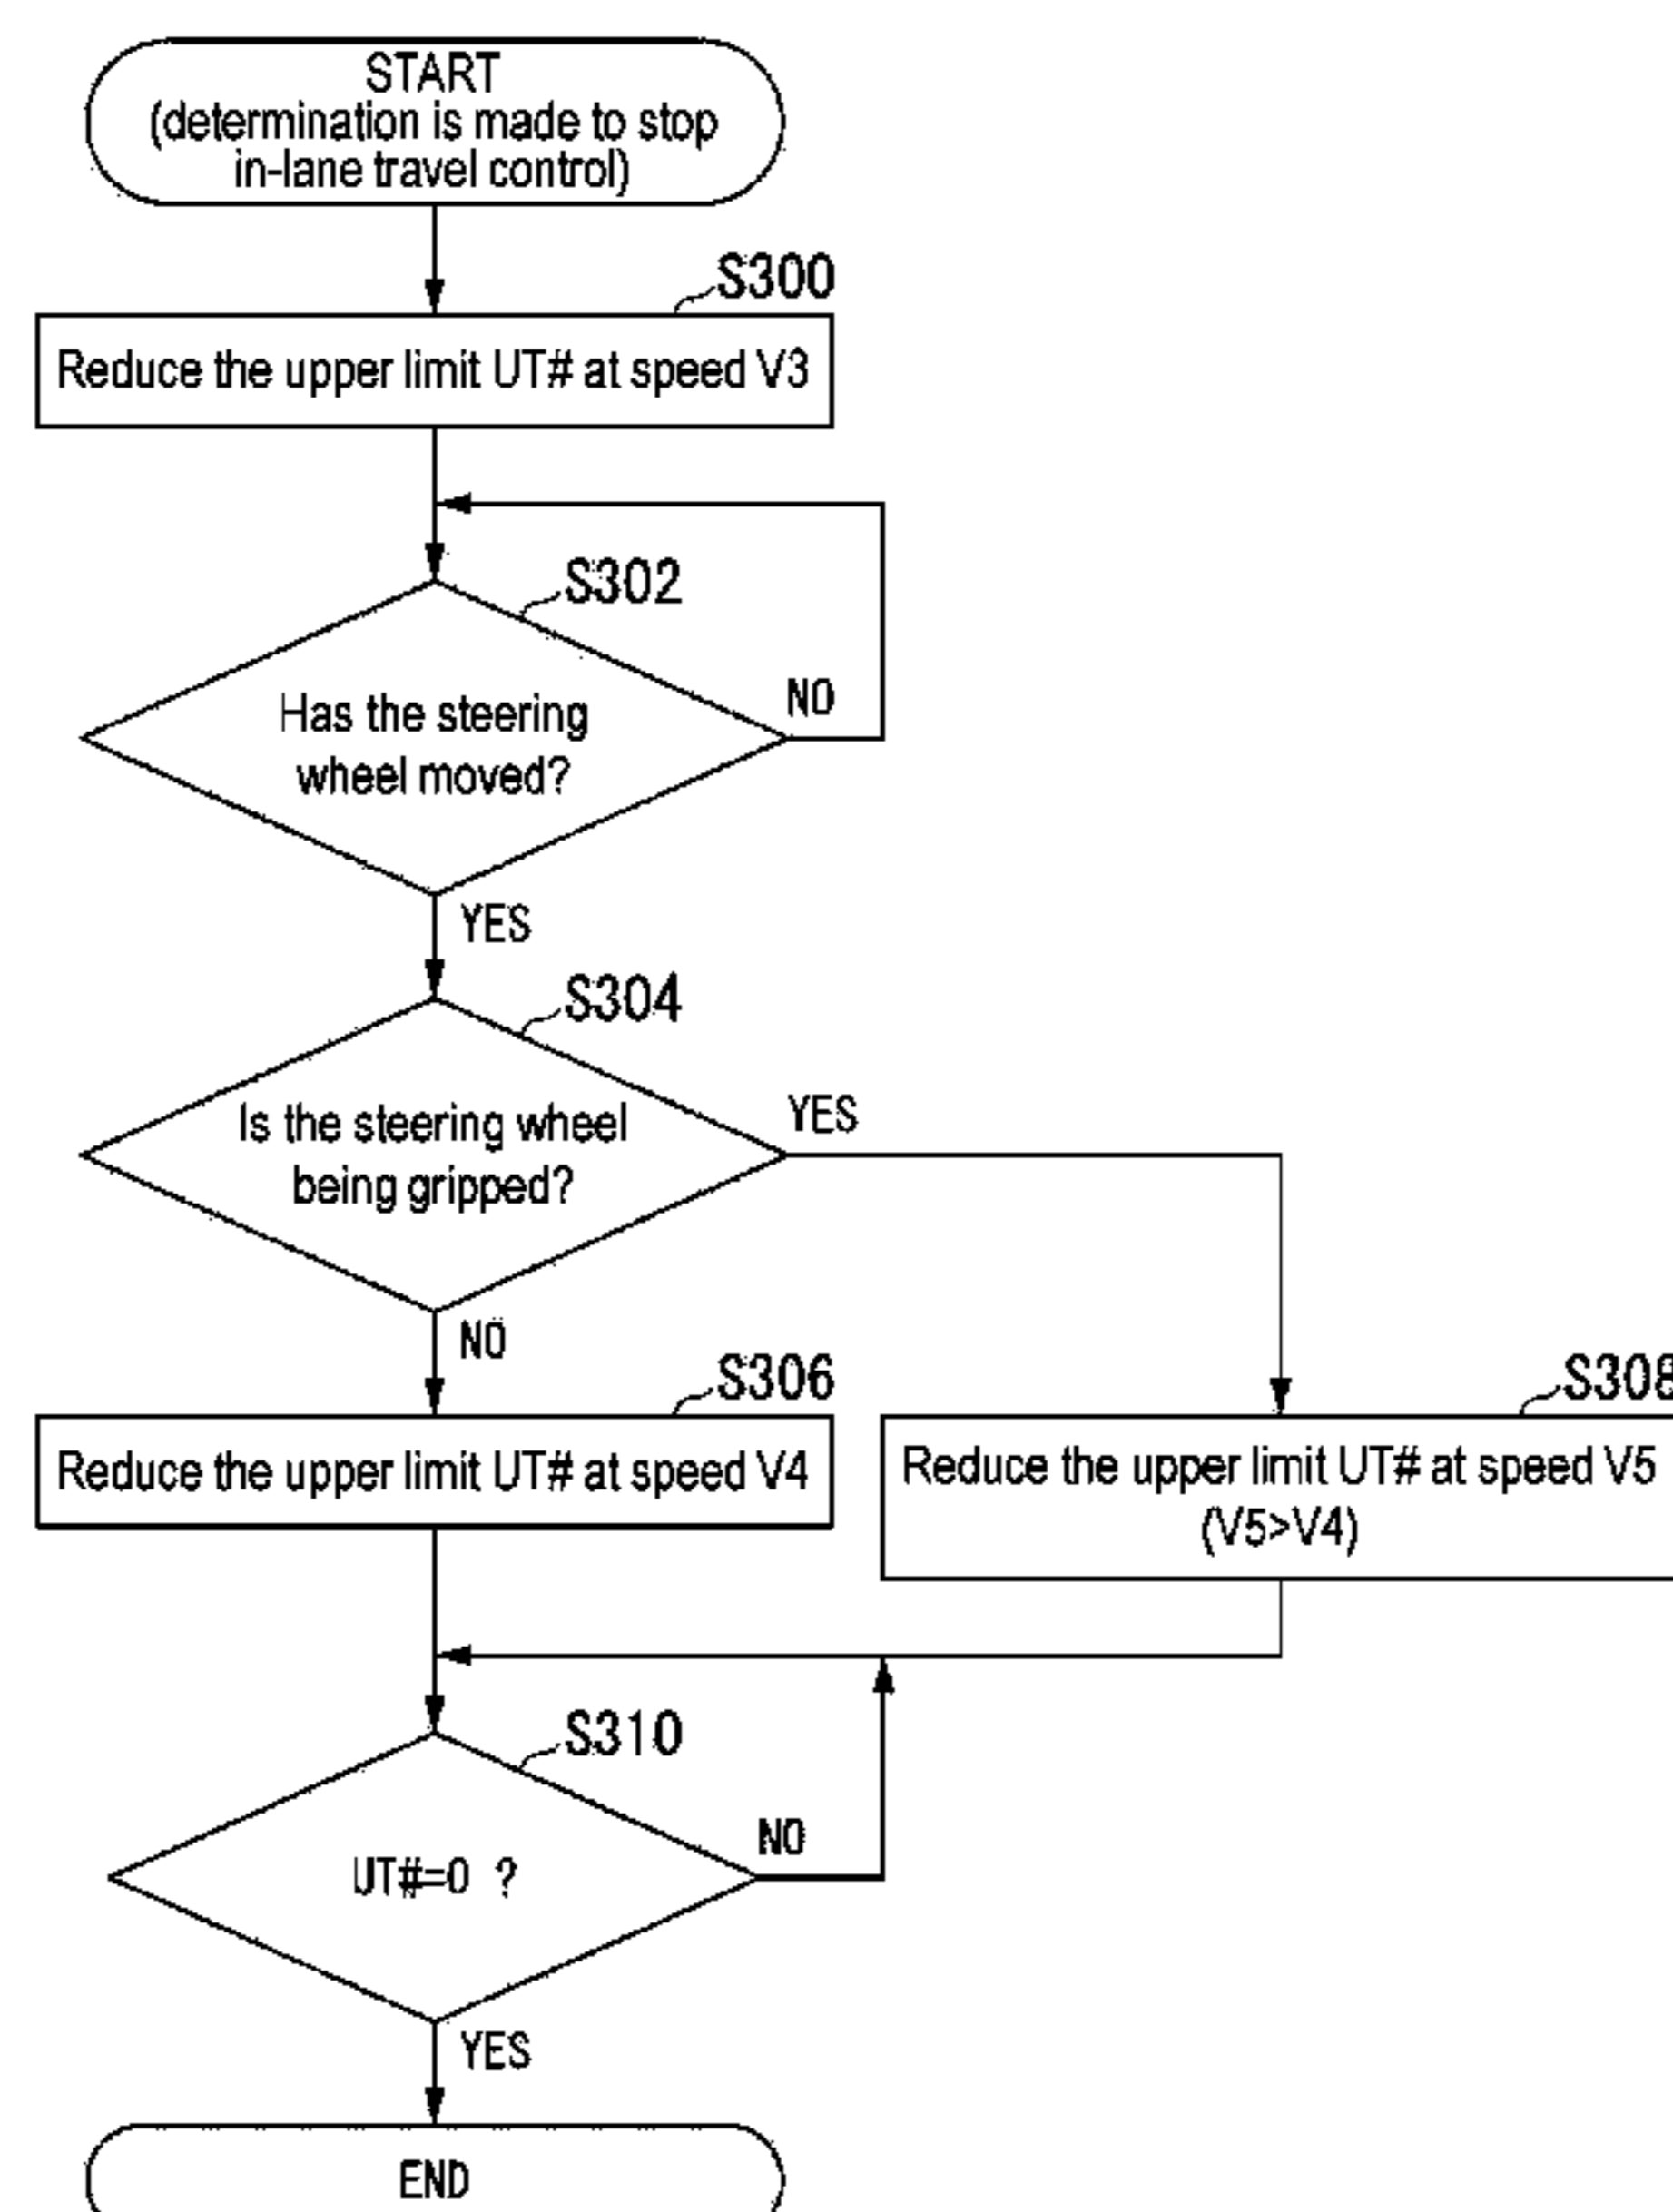 START
(determination is made to stop
in-lane travel control)
S300
Reduce the upper limit UT# at speed V3
S302
Has the steering
wheel moved?
NO
YES
S304
Is the steering wheel
being gripped?
YES
NO
S306
Reduce the upper limit UT# at speed V4
S308
Reduce the upper limit UT# at speed V5
(V5>V4)
S310
UT#=0 ?
NO
YES
END